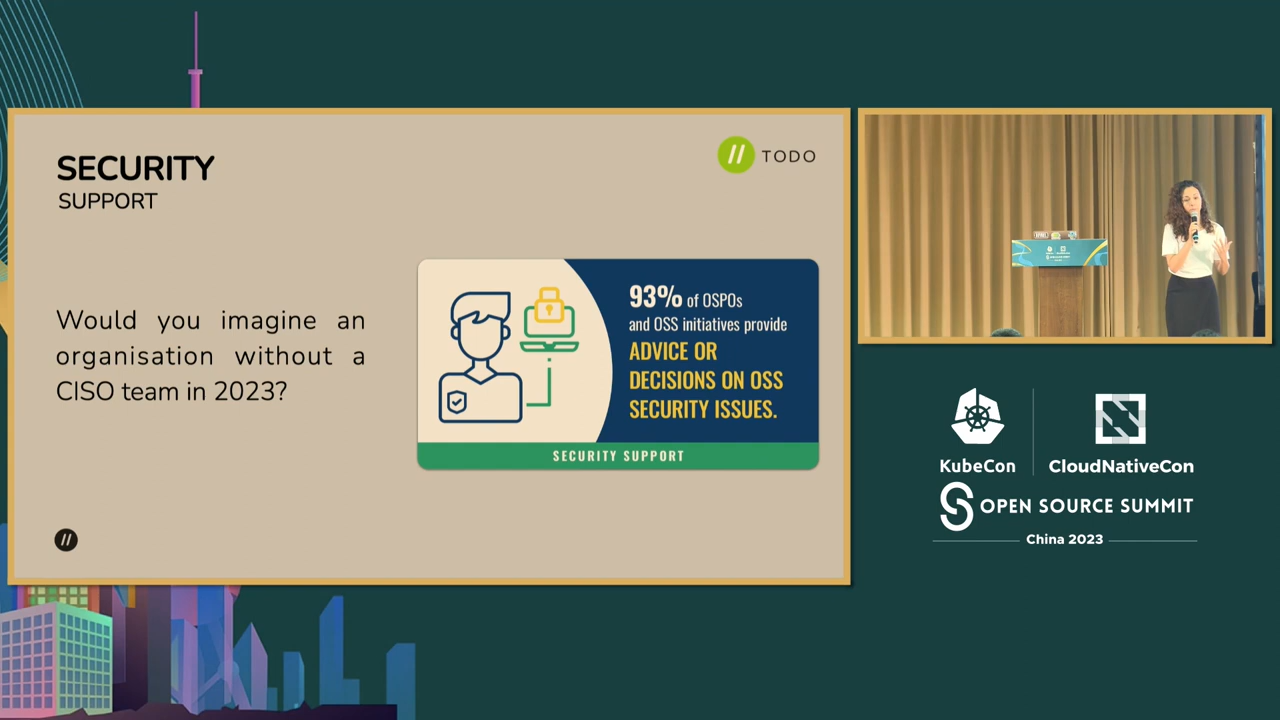 SECURITY
SUPPORT
TODO
Would you imagine an
organisation without a
CISO team in 2023?
93% of OSPOs
and OSS initiatives provide
ADVICE OR
DECISIONS ON OSS
SECURITY ISSUES.
SECURITY SUPPORT
KubeCon
CloudNativeCon
OPEN SOURCE SUMMIT
China 2023